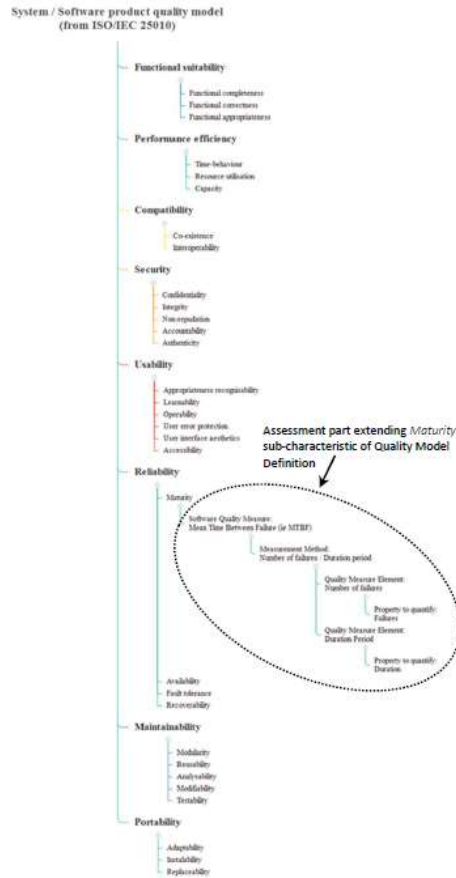 System / Software product quality model
(from ISO/IEC 25010)
Functional suitability
Functional completeness
Functional correctness
Functional appropriateness
Performance efficiency
Time-behaviour
Resource utilisation
Capacity
Compatibility
Co-existence
Interoperability
Security
Confidentiality
Integrity
Non-repudation
Accountability
Authenticity
Usability
Appropriateness recognisability
Learnability
Operability
User error protection
User interface aesthetics
Accessibility
Assessment part extending Maturity
sub-characteristic of Quality Model
Definition
Reliability
Maturity
Software Quality Measure:
Mean Time Between Failure (ie MTBF)
Measurement Method:
Number of failures / Duration period
Quality Measure Element:
Number of failures
Property to quantify:
Failures
Quality Measure Element:
Duration Period
Property to quantify:
Duration
Availability
Fault tolerance
Recoverability
Maintainability
Modularity
Reusability
Analysability
Modifiability
Testability
Portability
Adaptability
Instalability
Replaceability